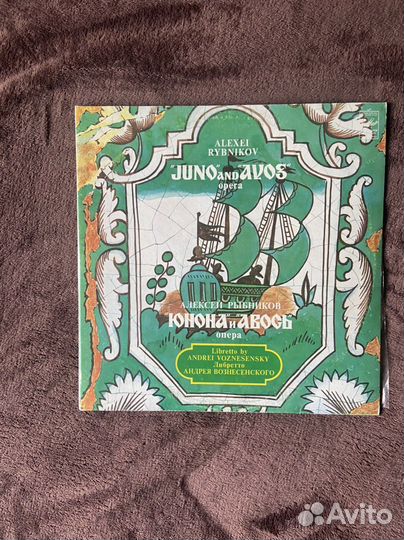 ALEXEI
RYBNIKOV
"JUNO" AND "AVOS"
opera
АЛЕКСЕЙ РЫБНИКОВ
ЮНОНА и АВОСЬ
опера
Libretto by
ANDREI VOZNESENSKY
Либретто
АНДРЕЯ ВОЗНЕСЕНСКОГО
Avito